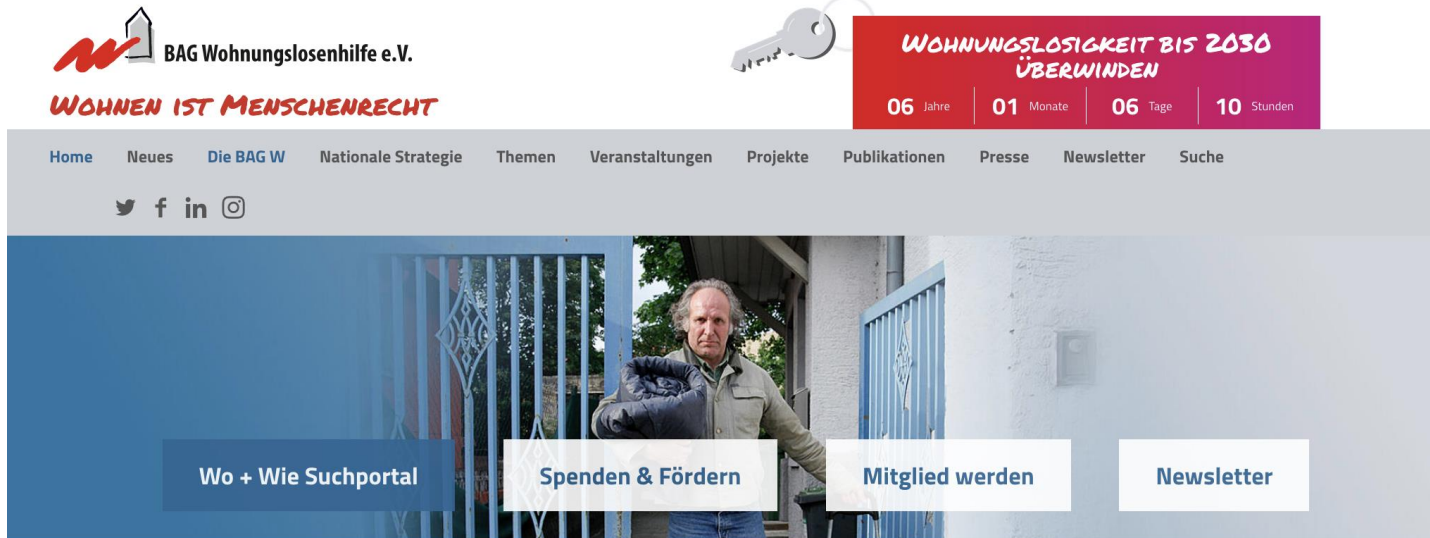 BAG Wohnungslosenhilfe e.V.
WOHNEN IST MENSCHENRECHT
WOHNUNGSLOSIGKEIT BIS 2030
ÜBERWINDEN
06 Jahre 01 Monate 06 Tage 10 Stunden
Home Neues Die BAG W Nationale Strategie Themen Veranstaltungen Projekte Publikationen Presse Newsletter Suche
Wo + Wie Suchportal Spenden & Fördern Mitglied werden Newsletter